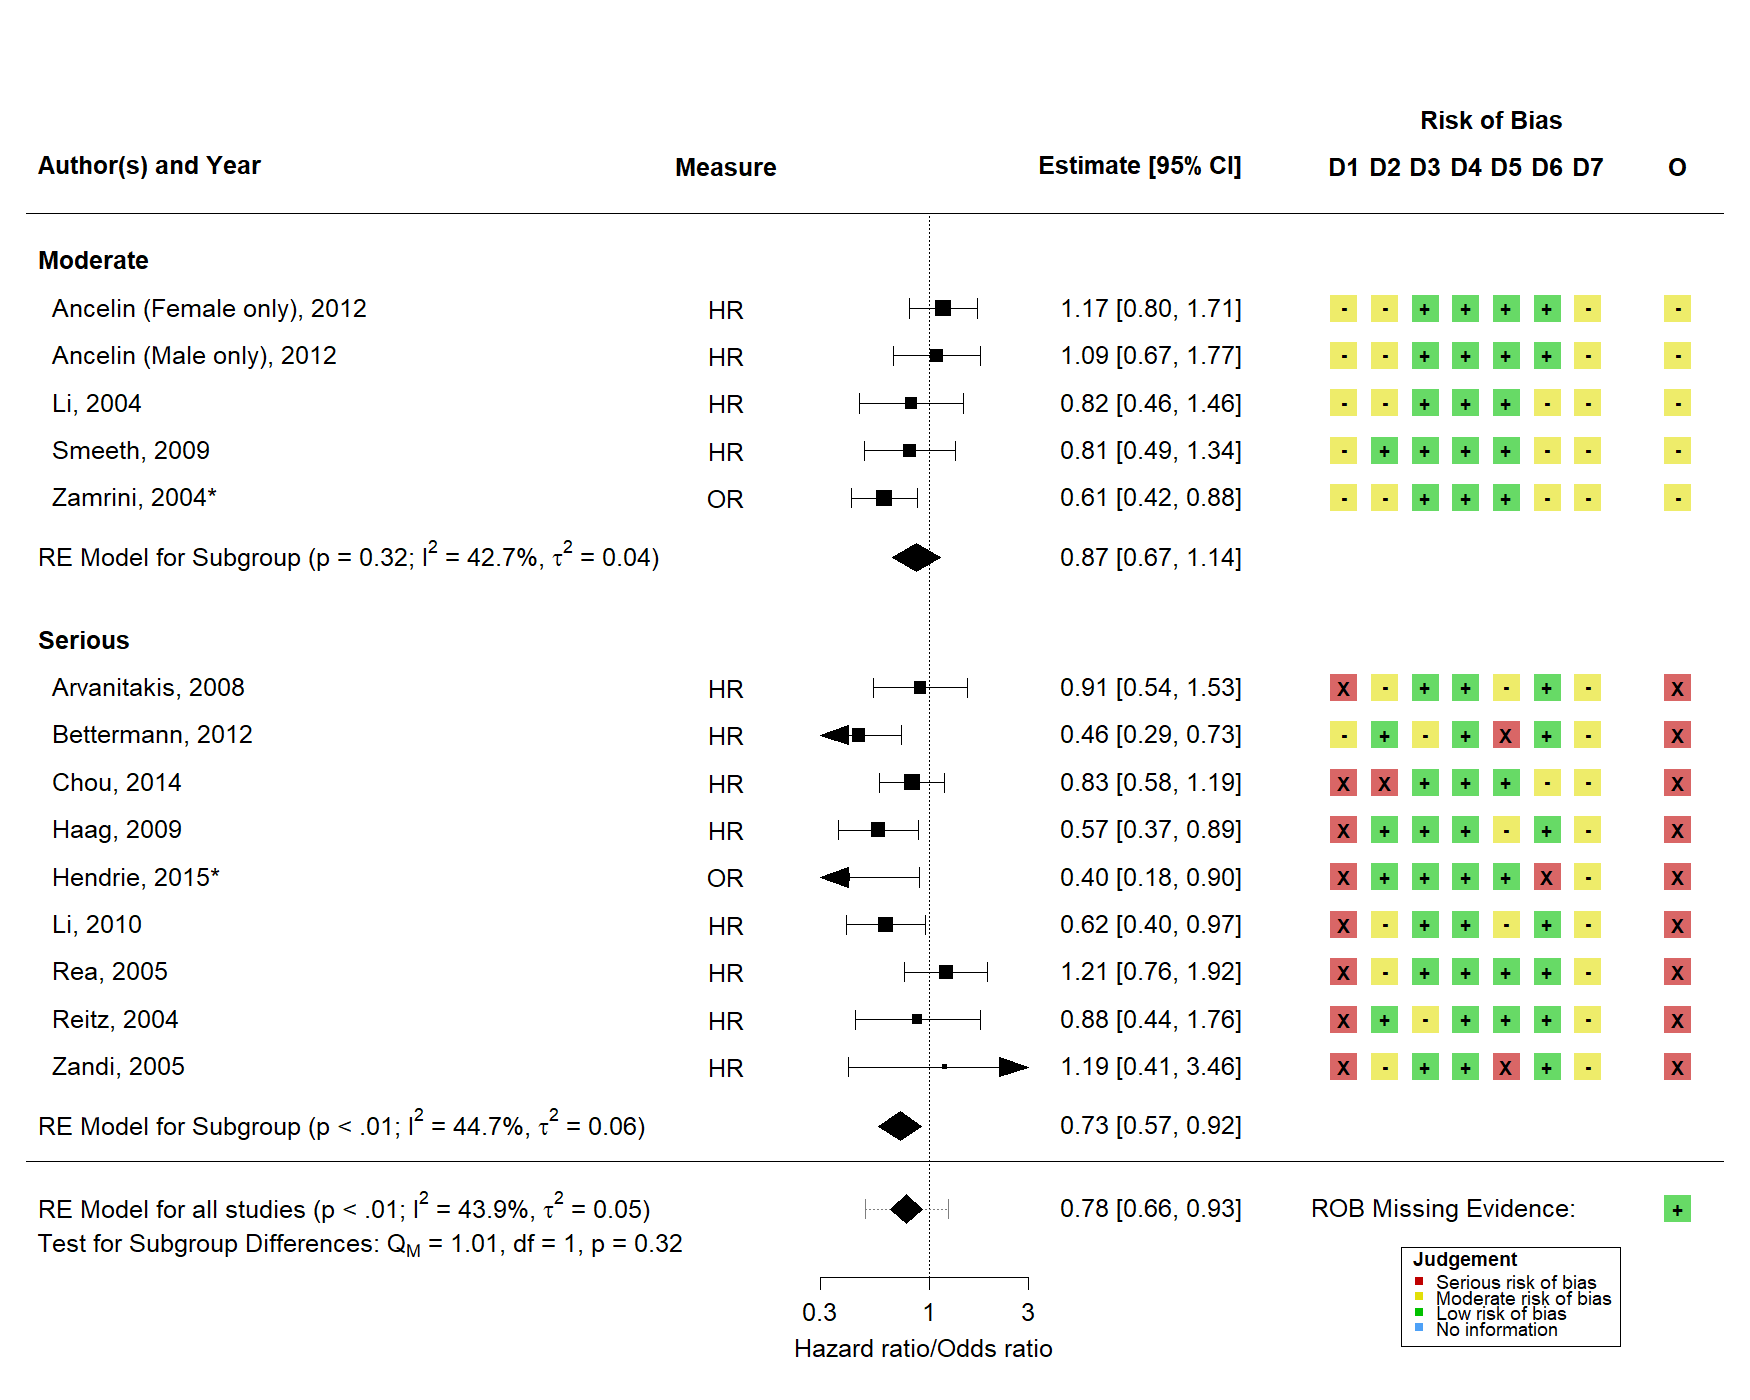 Risk of Bias
Author(s) and Year Measure Estimate [95% CI] D1 D2 D3 D4 D5 D6 D7 O
Moderate
Ancelin (Female only), 2012 HR 1.17 [0.80, 1.71] - - + + + + - -
Ancelin (Male only), 2012 HR 1.09 [0.67, 1.77] - - + + + + - -
Li, 2004 HR 0.82 [0.46, 1.46] - - + + + - - -
Smeeth, 2009 HR 0.81 [0.49, 1.34] - + + + + - - -
Zamrini, 2004* OR 0.61 [0.42, 0.88] - - + + + - - -
RE Model for Subgroup (p = 0.32; I² = 42.7%, τ² = 0.04) 0.87 [0.67, 1.14]
Serious
Arvanitakis, 2008 HR 0.91 [0.54, 1.53] X - + + - + - X
Bettermann, 2012 HR 0.46 [0.29, 0.73] - + - + X + - X
Chou, 2014 HR 0.83 [0.58, 1.19] X X + + + - - X
Haag, 2009 HR 0.57 [0.37, 0.89] X + + + - + - X
Hendrie, 2015* OR 0.40 [0.18, 0.90] X + + + + X - X
Li, 2010 HR 0.62 [0.40, 0.97] X - + + - + - X
Rea, 2005 HR 1.21 [0.76, 1.92] X - + + + + - X
Reitz, 2004 HR 0.88 [0.44, 1.76] X + - + + + - X
Zandi, 2005 HR 1.19 [0.41, 3.46] X - + + X + - X
RE Model for Subgroup (p < .01; I² = 44.7%, τ² = 0.06) 0.73 [0.57, 0.92]
RE Model for all studies (p < .01; I² = 43.9%, τ² = 0.05) 0.78 [0.66, 0.93] ROB Missing Evidence: +
Test for Subgroup Differences: Q_M = 1.01, df = 1, p = 0.32
Judgement
Serious risk of bias
Moderate risk of bias
Low risk of bias
No information
0.3 1 3
Hazard ratio/Odds ratio